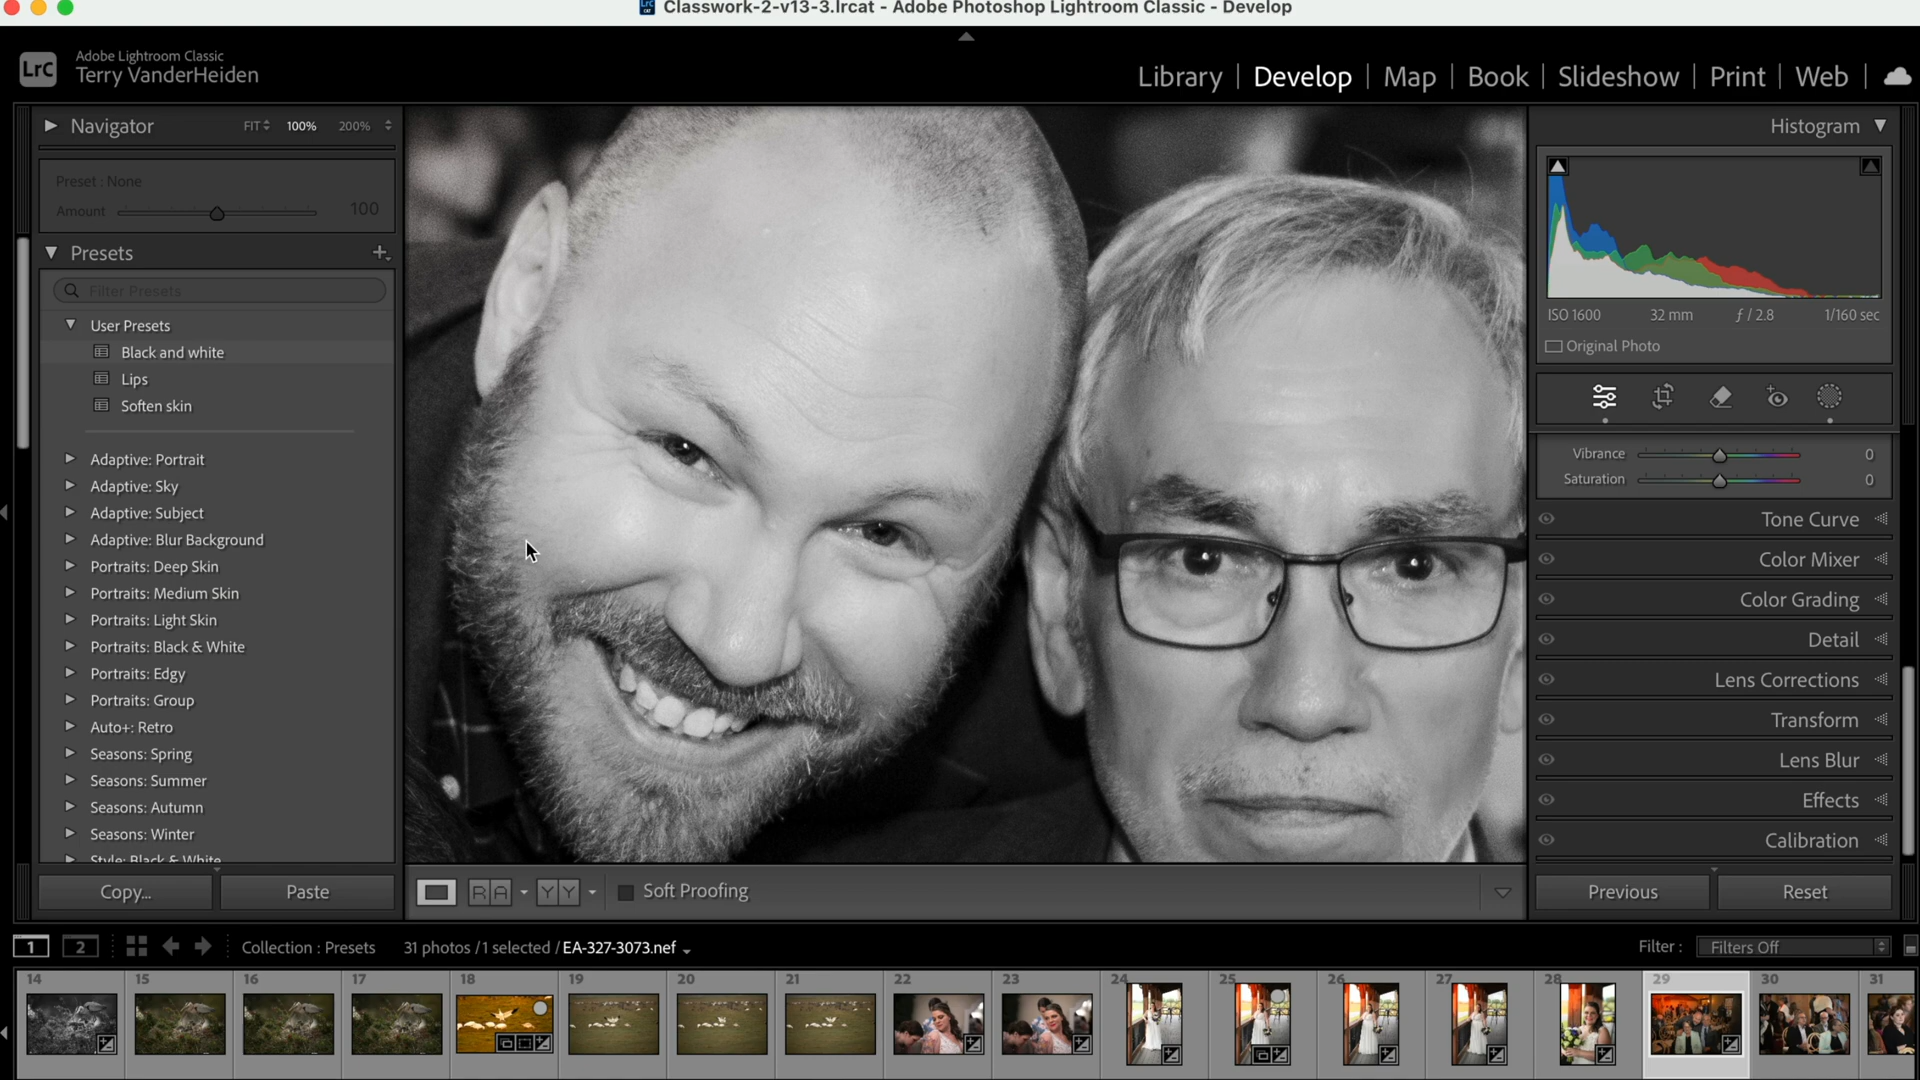 Classwork-2-v13-3.lrcat - Adobe Photoshop Lightroom Classic - Develop
LrC
Adobe Lightroom Classic
Terry VanderHeiden
Library | Develop | Map | Book | Slideshow | Print | Web
Navigator FIT 100% 200%
Preset : None
Amount 100
Presets
Filter Presets
User Presets
Black and white
Lips
Soften skin
Adaptive: Portrait
Adaptive: Sky
Adaptive: Subject
Adaptive: Blur Background
Portraits: Deep Skin
Portraits: Medium Skin
Portraits: Light Skin
Portraits: Black & White
Portraits: Edgy
Portraits: Group
Auto+: Retro
Seasons: Spring
Seasons: Summer
Seasons: Autumn
Seasons: Winter
Style: Black & White
Copy... Paste
R A Y Y Soft Proofing
Histogram
ISO 1600 32 mm ƒ / 2.8 1/160 sec
Original Photo
Vibrance 0
Saturation 0
Tone Curve
Color Mixer
Color Grading
Detail
Lens Corrections
Transform
Lens Blur
Effects
Calibration
Previous Reset
1 2 Collection : Presets 31 photos / 1 selected / EA-327-3073.nef Filter : Filters Off
14 15 16 17 18 19 20 21 22 23 24 25 26 27 28 29 30 31